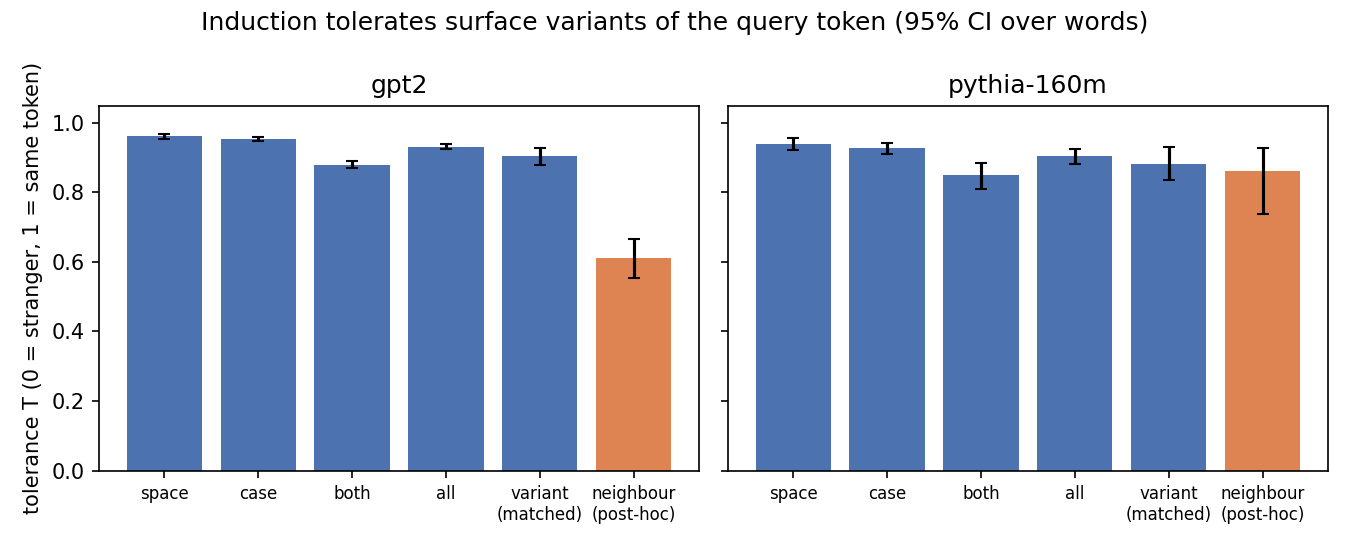 Induction tolerates surface variants of the query token (95% CI over words)
gpt2
pythia-160m
tolerance T (0 = stranger, 1 = same token)
1.0
0.8
0.6
0.4
0.2
0.0
space case both all variant (matched) neighbour (post-hoc)
space case both all variant (matched) neighbour (post-hoc)